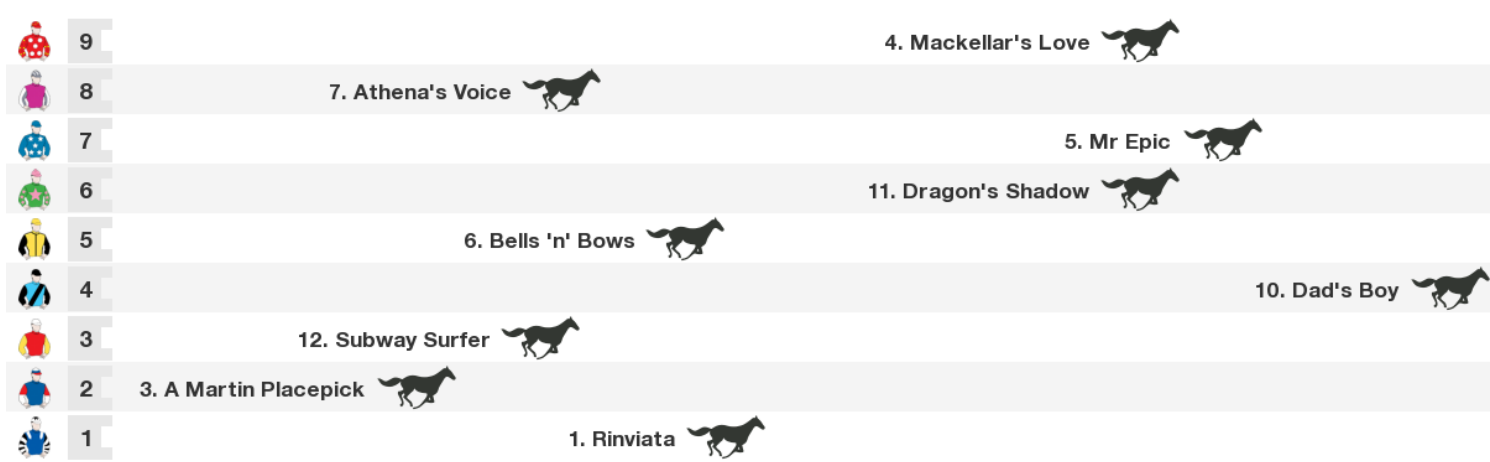 9 4. Mackellar's Love
8 7. Athena's Voice
7 5. Mr Epic
6 11. Dragon's Shadow
5 6. Bells 'n' Bows
4 10. Dad's Boy
3 12. Subway Surfer
2 3. A Martin Placepick
1 1. Rinviata